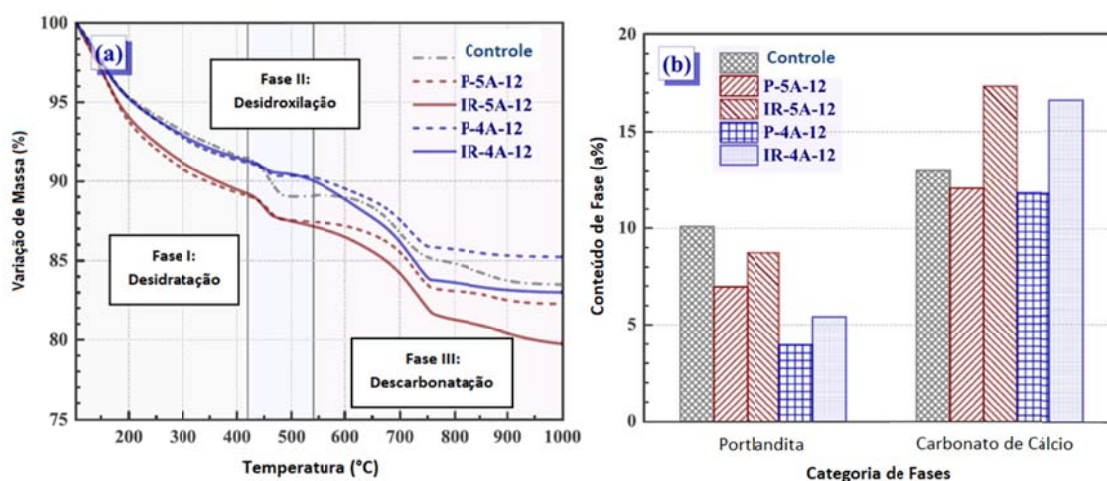 (a)
Variação de Massa (%)
100
95
90
85
80
75
Fase I:
Desidratação
Fase II:
Desidroxilação
Fase III:
Descarbonatação
Controle
P-5A-12
IR-5A-12
P-4A-12
IR-4A-12
200 300 400 500 600 700 800 900 1000
Temperatura (°C)
(b)
Conteúdo de Fase (a%)
20
15
10
5
0
Controle
P-5A-12
IR-5A-12
P-4A-12
IR-4A-12
Portlandita Carbonato de Cálcio
Categoria de Fases